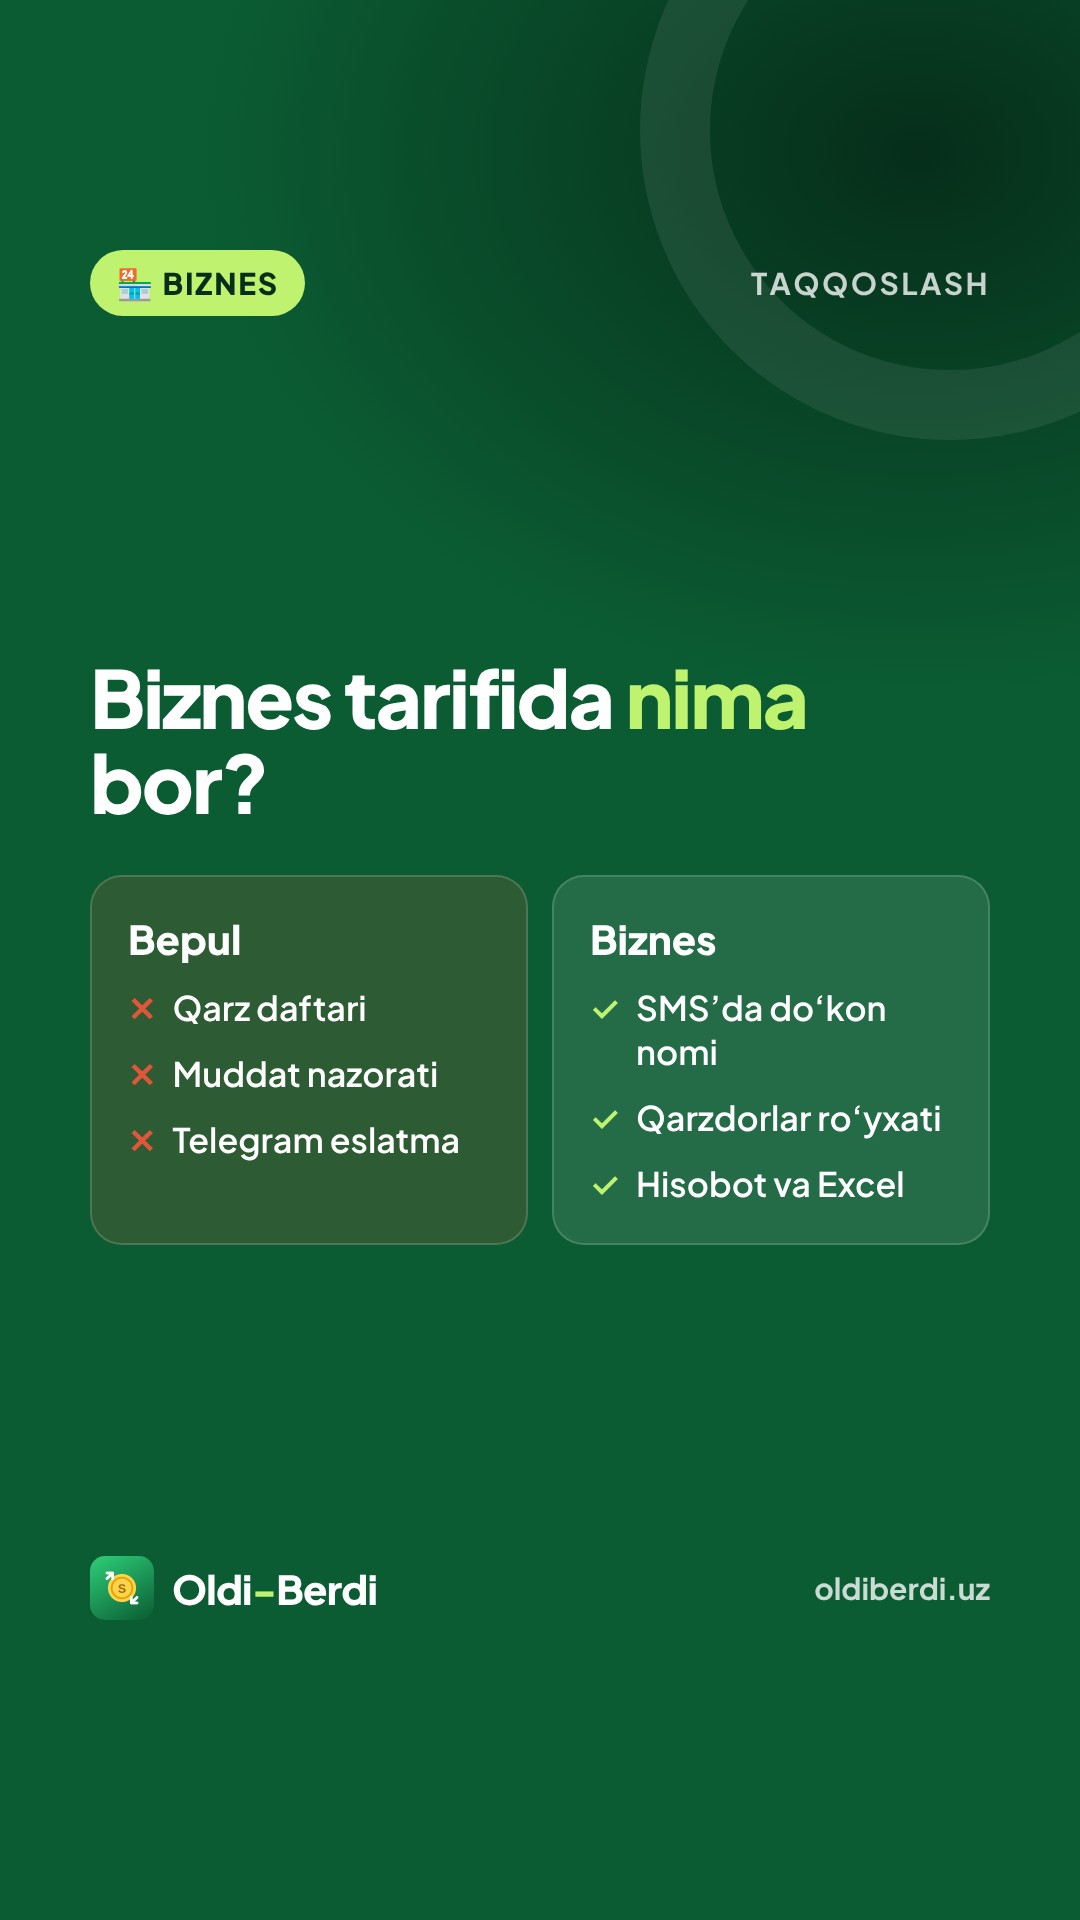 🏪 BIZNES
TAQQOSLASH
Biznes tarifida nima
bor?
Bepul
✕ Qarz daftari
✕ Muddat nazorati
✕ Telegram eslatma
Biznes
✓ SMS’da do‘kon
nomi
✓ Qarzdorlar ro‘yxati
✓ Hisobot va Excel
Oldi-Berdi
oldiberdi.uz